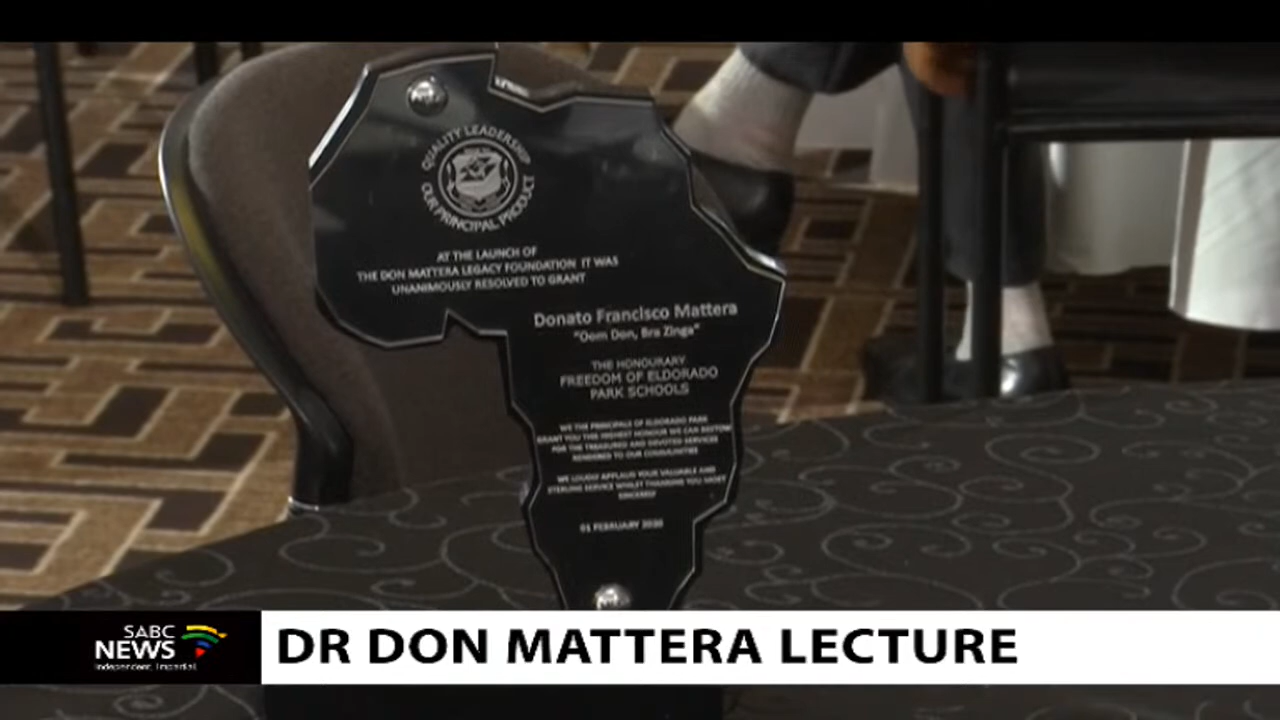 QUALITY LEADERSHIP
OUR PRINCIPAL PRODUCT
AT THE LAUNCH OF
THE DON MATTERA LEGACY FOUNDATION IT WAS
UNANIMOUSLY RESOLVED TO GRANT
Donato Francisco Mattera
"Oom Don, Bra Zinga"
THE HONOURARY
FREEDOM OF ELDORADO
PARK SCHOOLS
WE THE PRINCIPALS OF ELDORADO PARK
GRANT YOU THIS HIGHEST HONOUR WE CAN BESTOW
FOR THE TREASURED AND DEVOTED SERVICES
RENDERED TO OUR COMMUNITIES
WE LOUDLY APPLAUD YOUR VALUABLE AND
STERLING SERVICE WHILST THANKING YOU MOST
SINCERELY
01 FEBRUARY 2020
SABC
NEWS
Independent. Impartial
DR DON MATTERA LECTURE